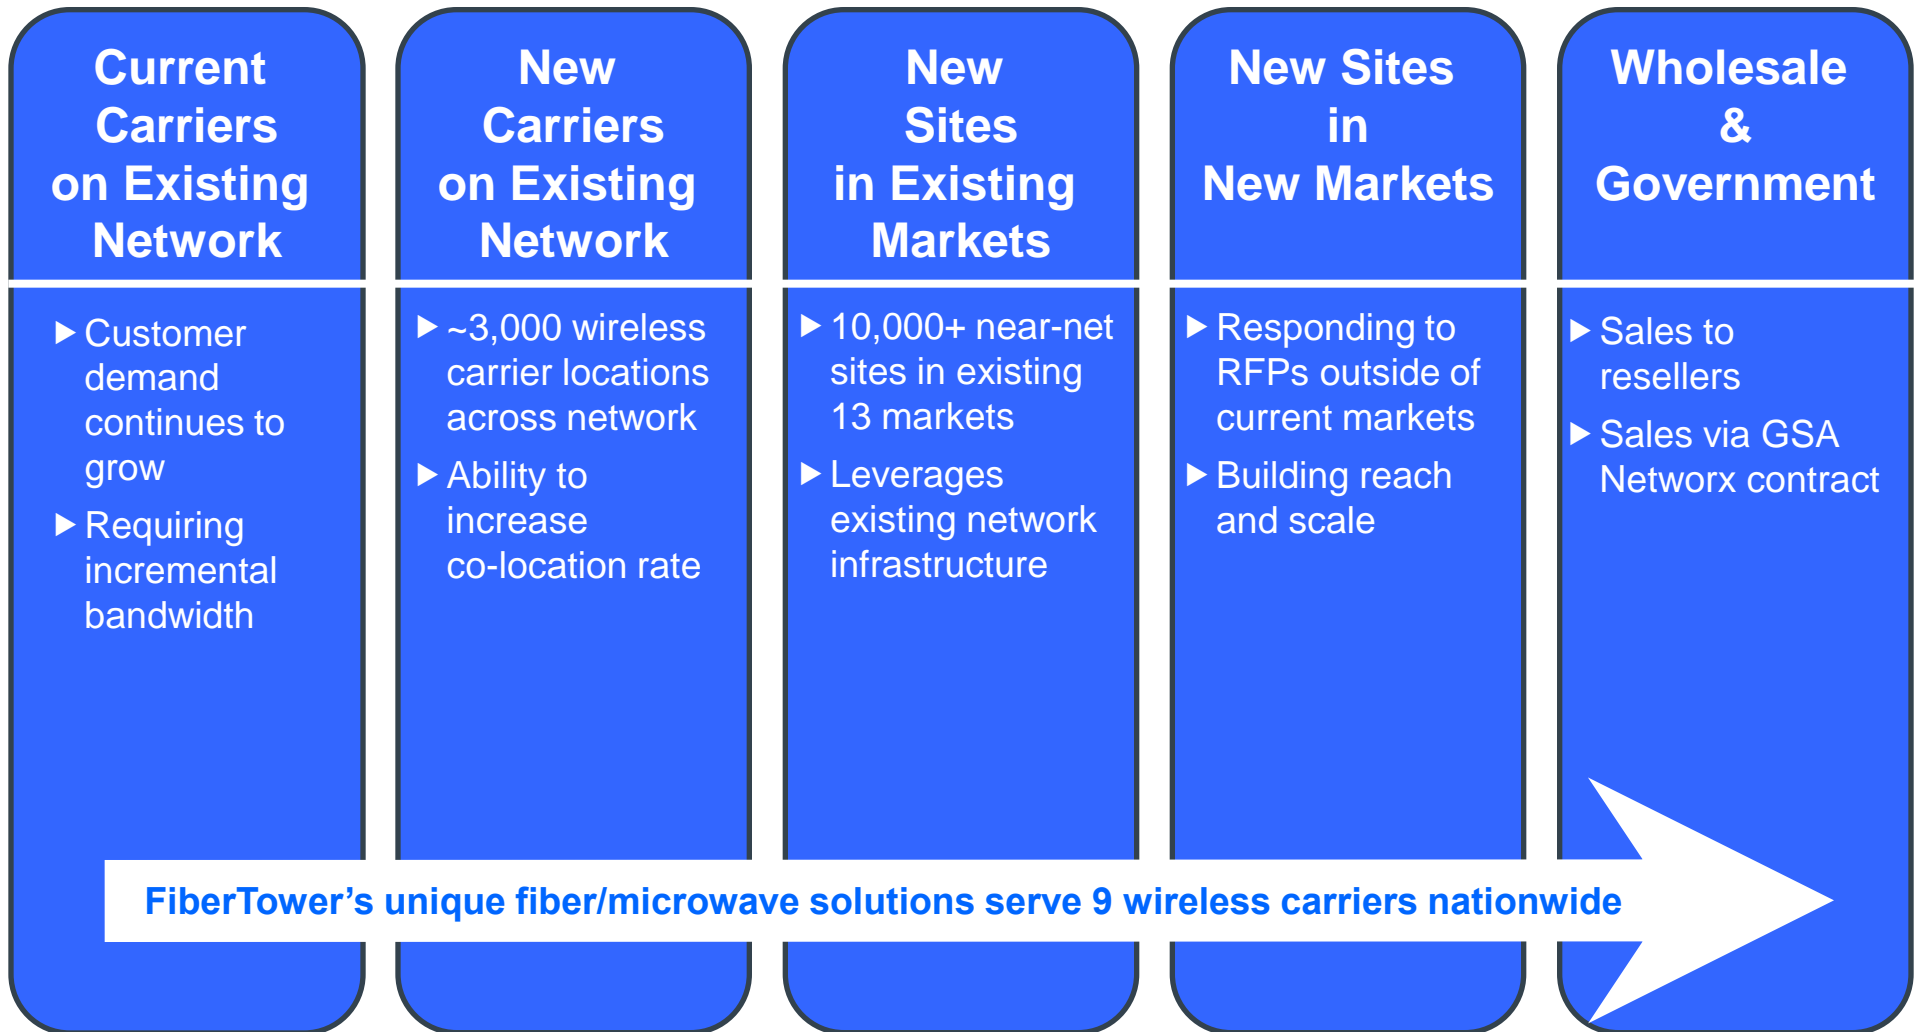 Current
Carriers
on Existing
Network
► Customer
demand
continues to
grow
► Requiring
incremental
bandwidth
New
Carriers
on Existing
Network
► ~3,000 wireless
carrier locations
across network
► Ability to
increase
co-location rate
New
Sites
in Existing
Markets
► 10,000+ near-net
sites in existing
13 markets
► Leverages
existing network
infrastructure
New Sites
in
New Markets
► Responding to
RFPs outside of
current markets
► Building reach
and scale
Wholesale
&
Government
► Sales to
resellers
► Sales via GSA
Networx contract
FiberTower’s unique fiber/microwave solutions serve 9 wireless carriers nationwide